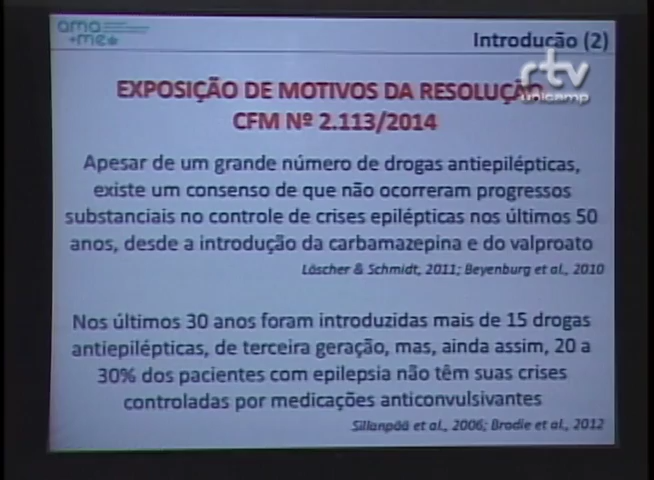 ama
+me
Introdução (2)
rtv
unicamp
EXPOSIÇÃO DE MOTIVOS DA RESOLUÇÃO
CFM Nº 2.113/2014
Apesar de um grande número de drogas antiepilépticas,
existe um consenso de que não ocorreram progressos
substanciais no controle de crises epilépticas nos últimos 50
anos, desde a introdução da carbamazepina e do valproato
Löscher & Schmidt, 2011; Beyenburg et al., 2010
Nos últimos 30 anos foram introduzidas mais de 15 drogas
antiepilépticas, de terceira geração, mas, ainda assim, 20 a
30% dos pacientes com epilepsia não têm suas crises
controladas por medicações anticonvulsivantes
Sillanpää et al., 2006; Brodie et al., 2012